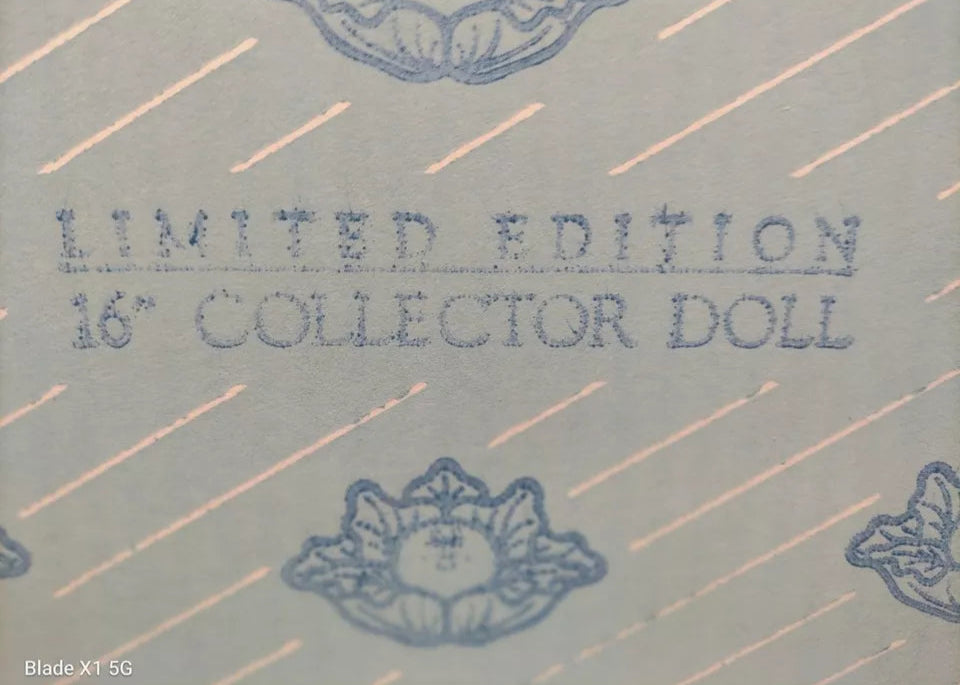 LIMITED EDITION
16" COLLECTOR DOLL
Blade X1 5G